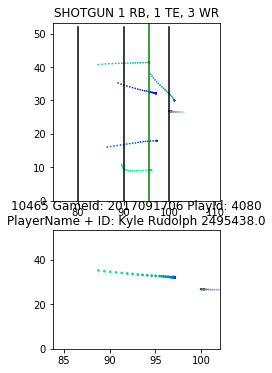 SHOTGUN 1 RB, 1 TE, 3 WR
50
40
30
20
10
0
80 90 100 110
10465 GameId: 2017091706 PlayId: 4080
PlayerName + ID: Kyle Rudolph 2495438.0
40
20
0
85 90 95 100